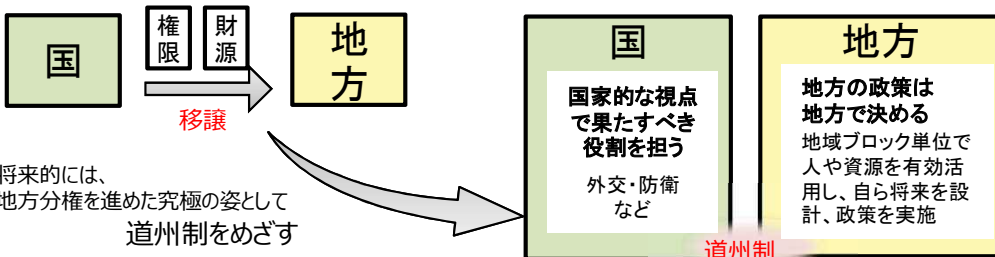 国
権限
財源
移譲
地方
将来的には、
地方分権を進めた究極の姿として
道州制をめざす
国
国家的な視点
で果たすべき
役割を担う
外交・防衛
など
地方
地方の政策は
地方で決める
地域ブロック単位で
人や資源を有効活
用し、自ら将来を設
計、政策を実施
道州制